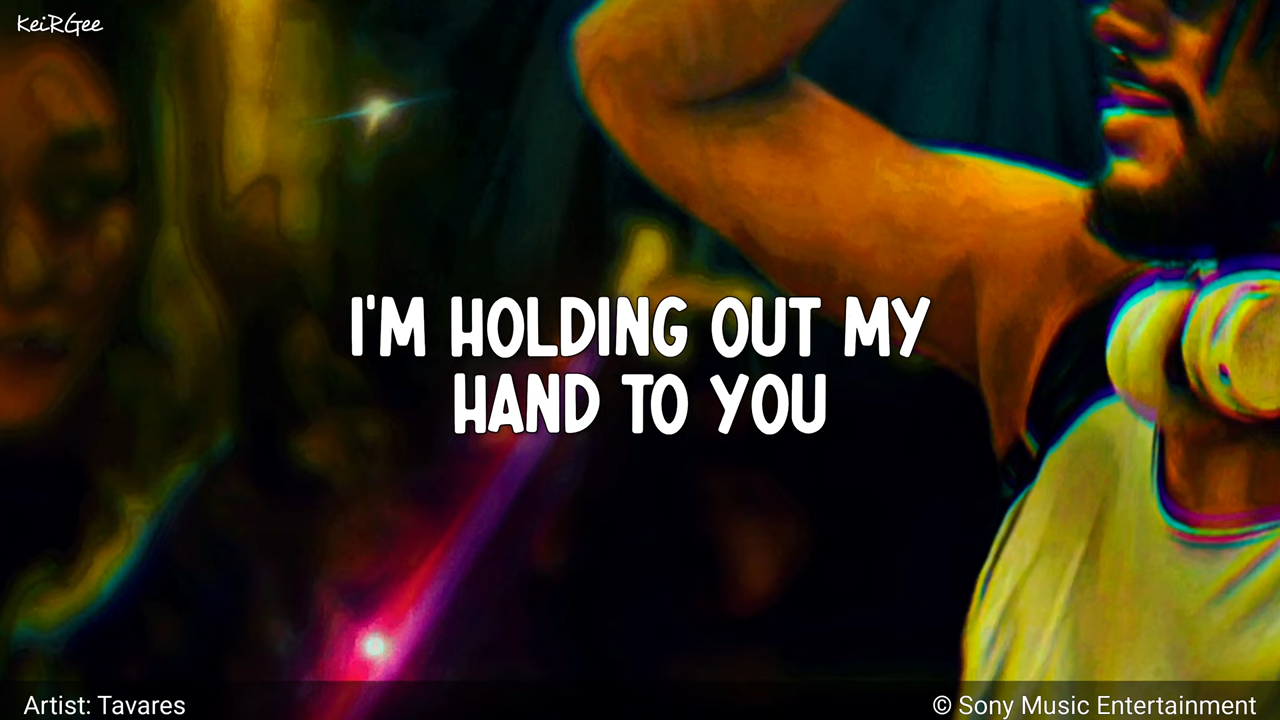 KeiRGee
I'M HOLDING OUT MY
HAND TO YOU
Artist: Tavares
© Sony Music Entertainment